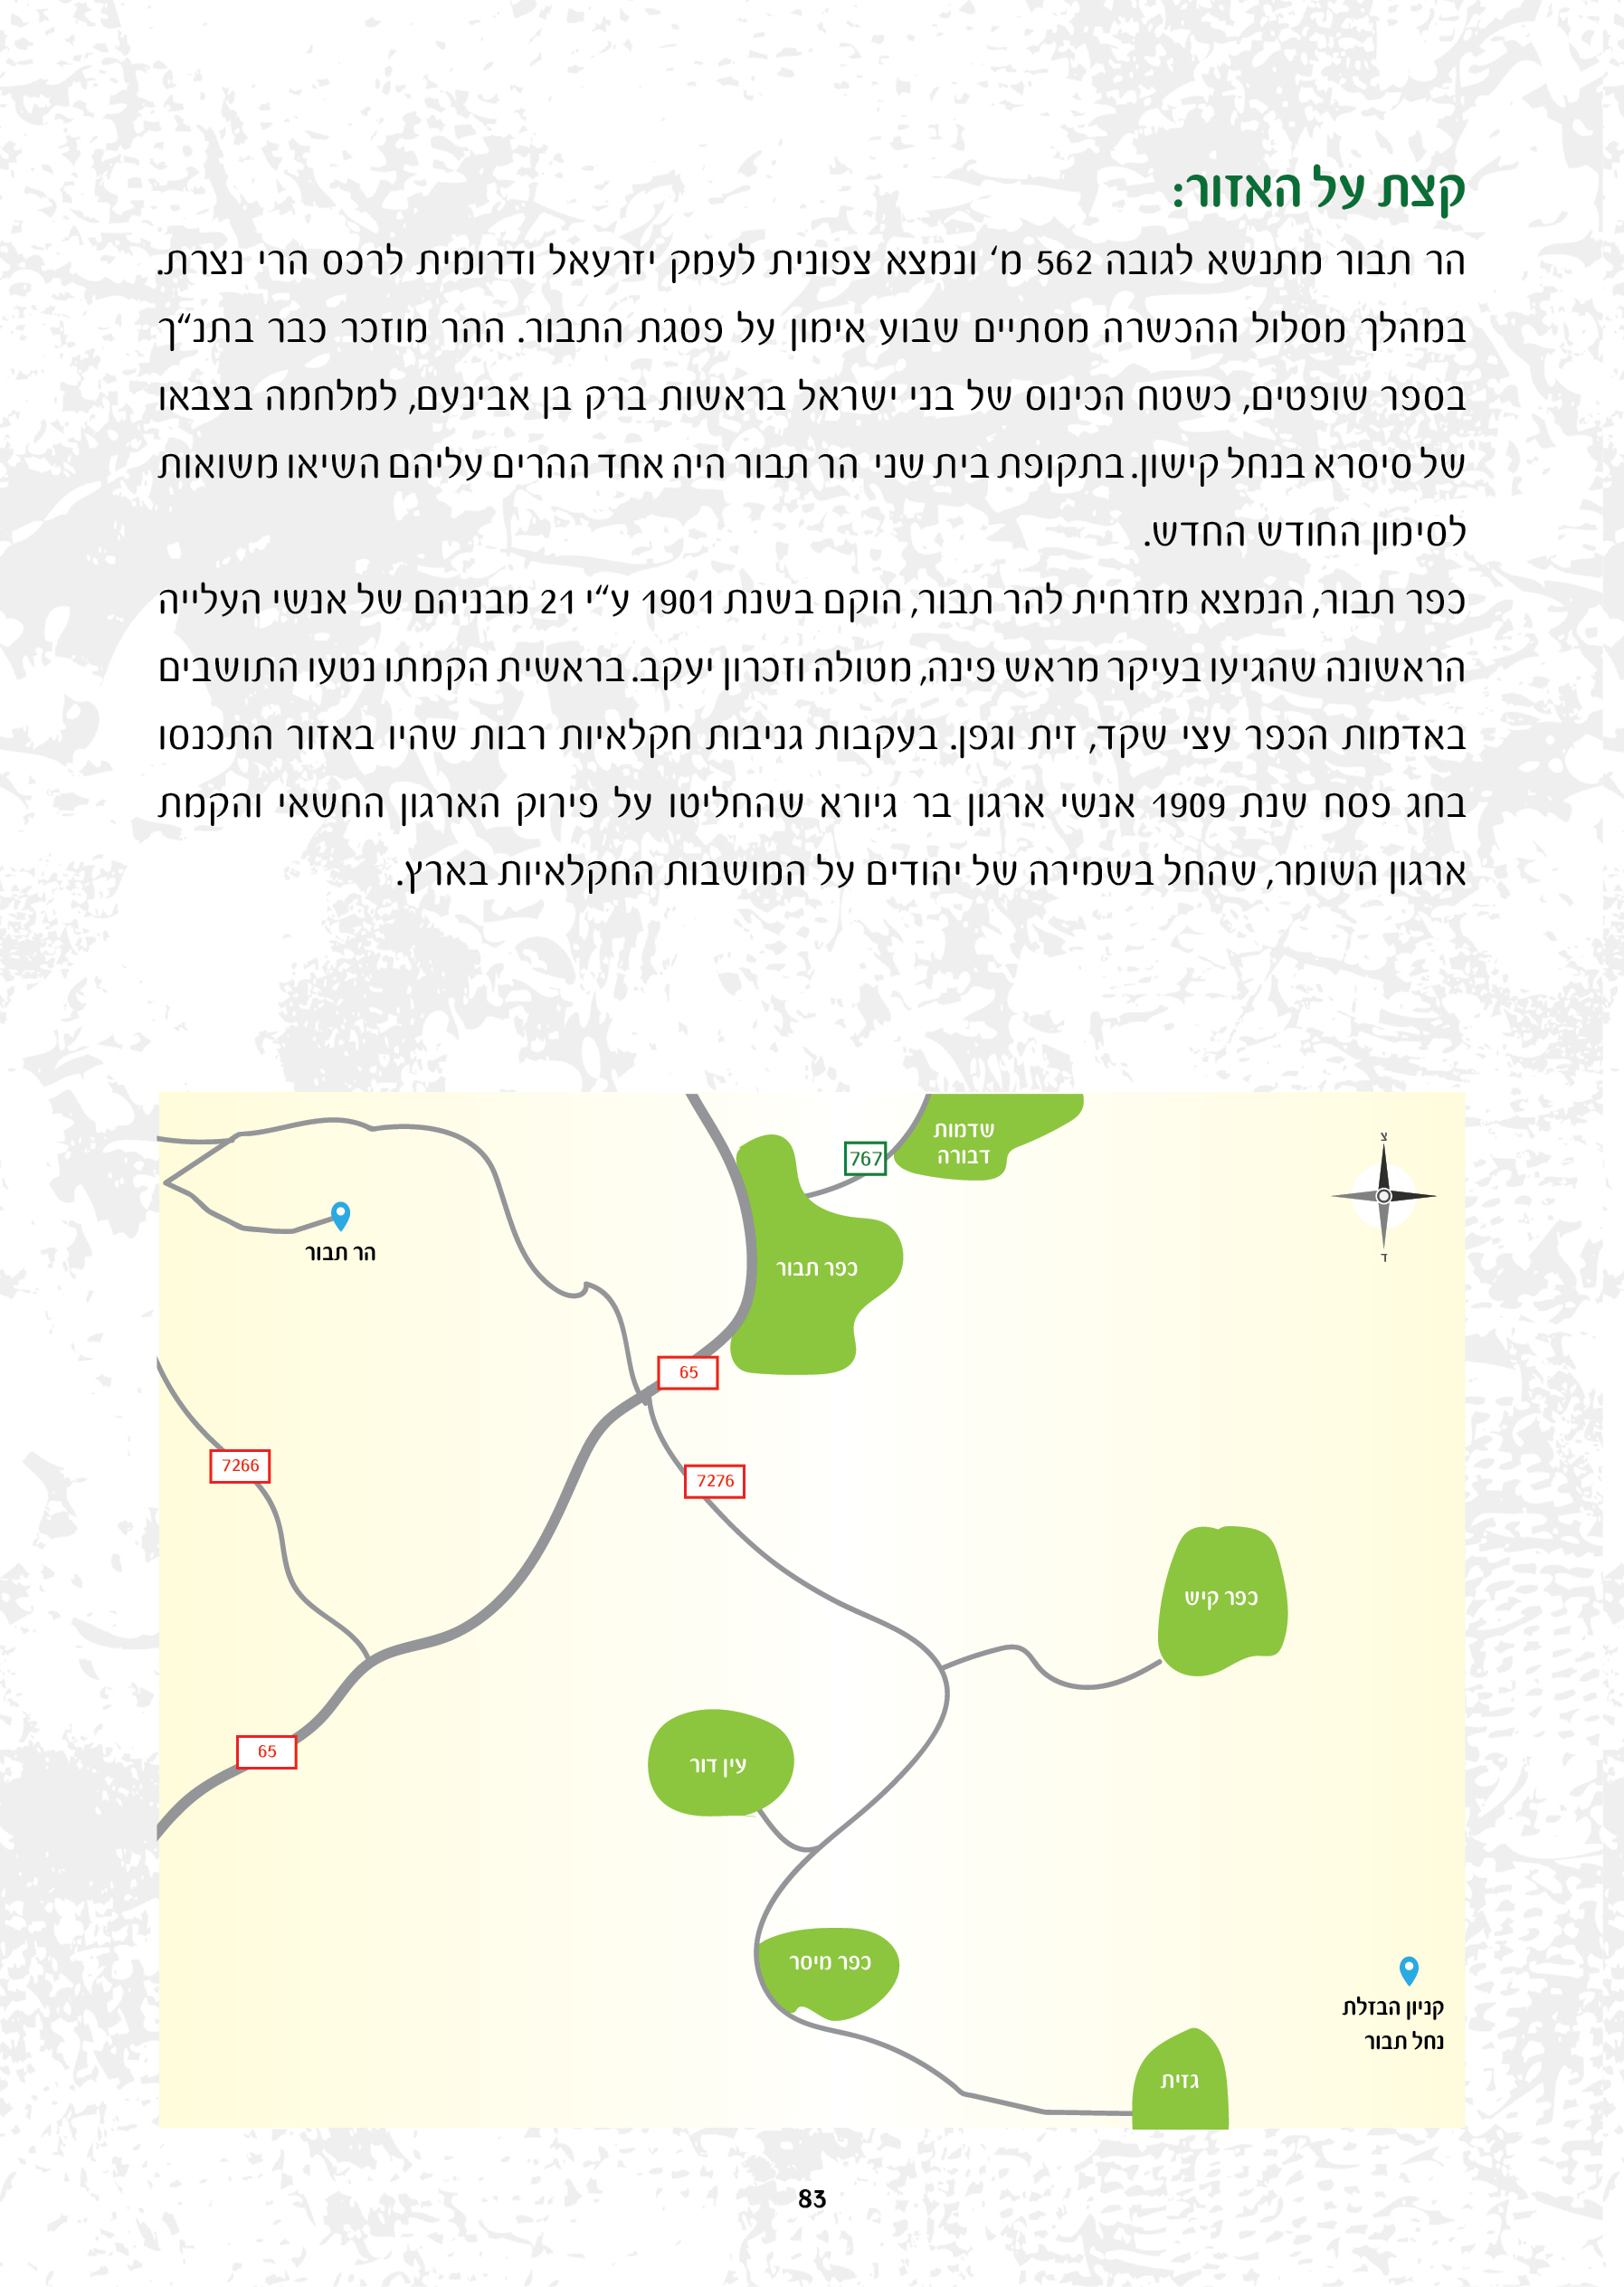 קצת על האזור:
הר תבור מתנשא לגובה 562 מ' ונמצא צפונית לעמק יזרעאל ודרומית לרכס הרי נצרת.
במהלך מסלול ההכשרה מסתיים שבוע אימון על פסגת התבור. ההר מוזכר כבר בתנ"ך
בספר שופטים, כשטח הכינוס של בני ישראל בראשות ברק בן אבינעם, למלחמה בצבאו
של סיסרא בנחל קישון. בתקופת בית שני הר תבור היה אחד ההרים עליהם השיאו משואות
לסימון החודש החדש.
כפר תבור, הנמצא מזרחית להר תבור, הוקם בשנת 1901 ע"י 21 מבניהם של אנשי העלייה
הראשונה שהגיעו בעיקר מראש פינה, מטולה וזכרון יעקב. בראשית הקמתו נטעו התושבים
באדמות הכפר עצי שקד, זית וגפן. בעקבות גניבות חקלאיות רבות שהיו באזור התכנסו
בחג פסח שנת 1909 אנשי ארגון בר גיורא שהחליטו על פירוק הארגון החשאי והקמת
ארגון השומר, שהחל בשמירה של יהודים על המושבות החקלאיות בארץ.
צ
ד
שדמות
דבורה
767
הר תבור
כפר תבור
65
7266
7276
כפר קיש
65
עין דור
כפר מיסר
קניון הבזלת
נחל תבור
גזית
83